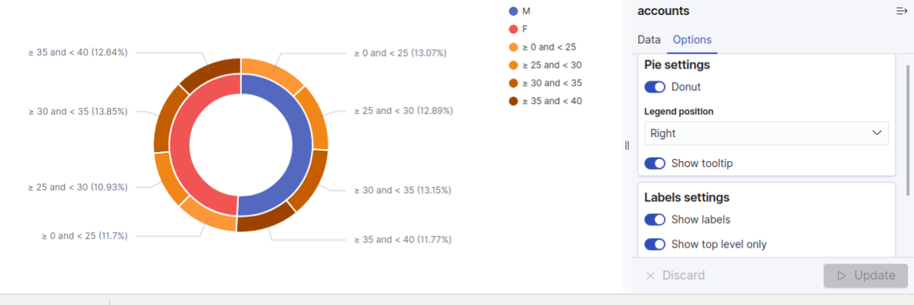 ≥ 35 and < 40 (12.64%)
≥ 30 and < 35 (13.85%)
≥ 25 and < 30 (10.93%)
≥ 0 and < 25 (11.7%)
≥ 0 and < 25 (13.07%)
≥ 25 and < 30 (12.89%)
≥ 30 and < 35 (13.15%)
≥ 35 and < 40 (11.77%)
M
F
≥ 0 and < 25
≥ 25 and < 30
≥ 30 and < 35
≥ 35 and < 40
accounts
Data Options
Pie settings
Donut
Legend position
Right
Show tooltip
Labels settings
Show labels
Show top level only
Discard Update